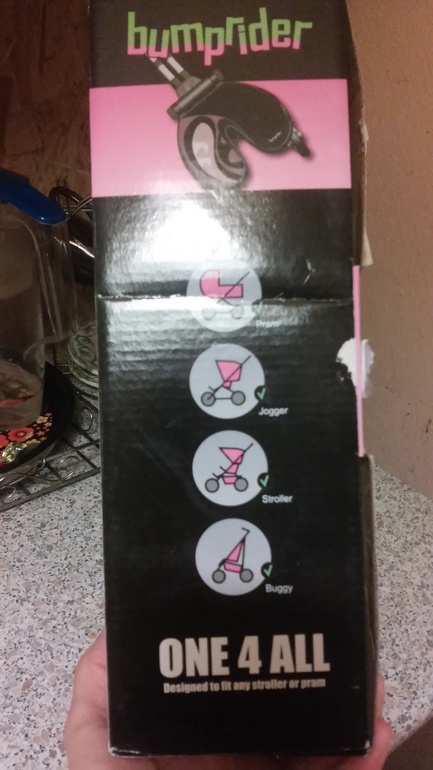 bumprider
Pram
Jogger
Stroller
Buggy
ONE 4 ALL
Designed to fit any stroller or pram